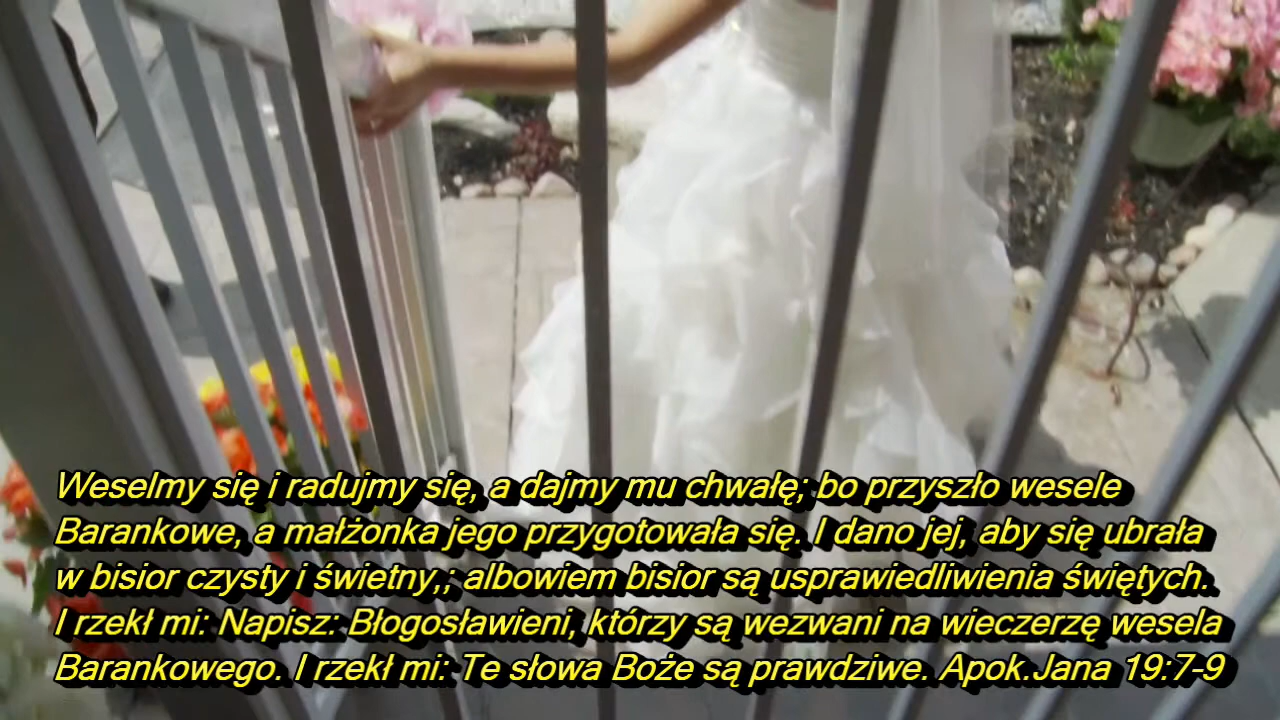 Weselmy się i radujmy się, a dajmy mu chwałę; bo przyszło wesele
Barankowe, a małżonka jego przygotowała się. I dano jej, aby się ubrała
w bisior czysty i świetny,; albowiem bisior są usprawiedliwienia świętych.
I rzekł mi: Napisz: Błogosławieni, którzy są wezwani na wieczerzę wesela
Barankowego. I rzekł mi: Te słowa Boże są prawdziwe. Apok.Jana 19:7-9